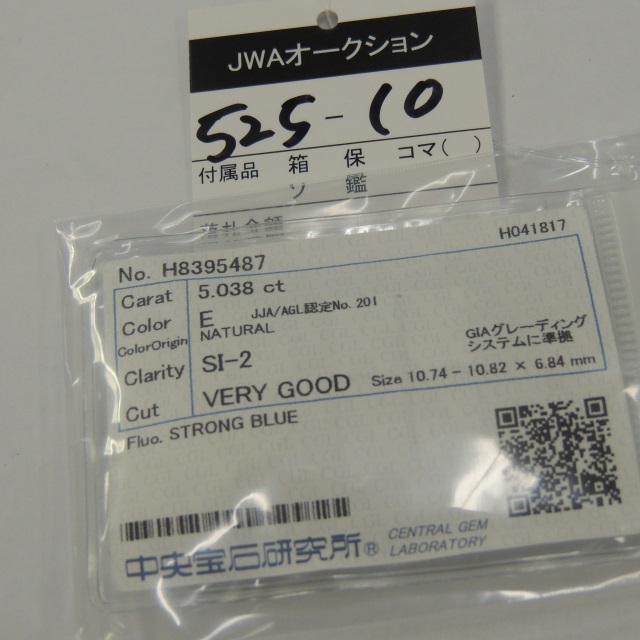 JWAオークション
525-10
付属品 箱 保 コマ( )
ソ 鑑
落札金額
No. H8395487 H041817
Carat 5.038 ct
Color E JJA/AGL認定No. 201
ColorOrigin NATURAL
Clarity SI-2 GIAグレーディング
システムに準拠
Cut VERY GOOD Size 10.74 - 10.82 × 6.84 mm
Fluo. STRONG BLUE
中央宝石研究所® CENTRAL GEM
LABORATORY